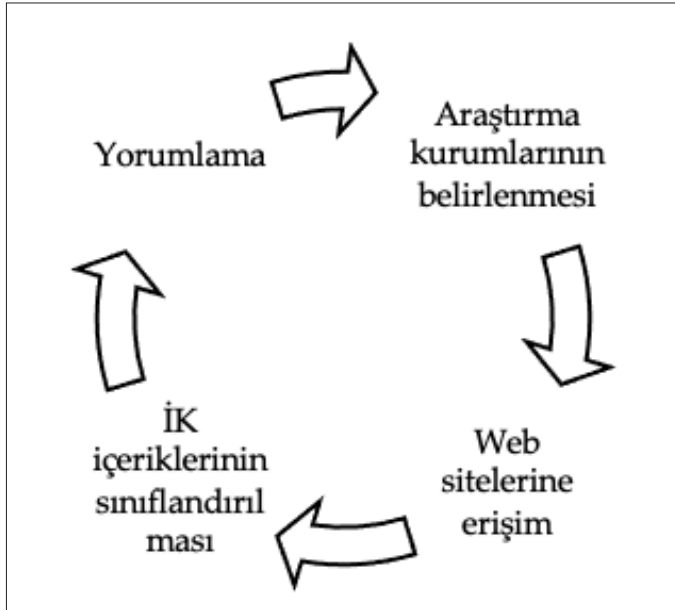 Yorumlama
Araştırma
kurumlarının
belirlenmesi
Web
sitelerine
erişim
İK
içeriklerinin
sınıflandırıl
ması